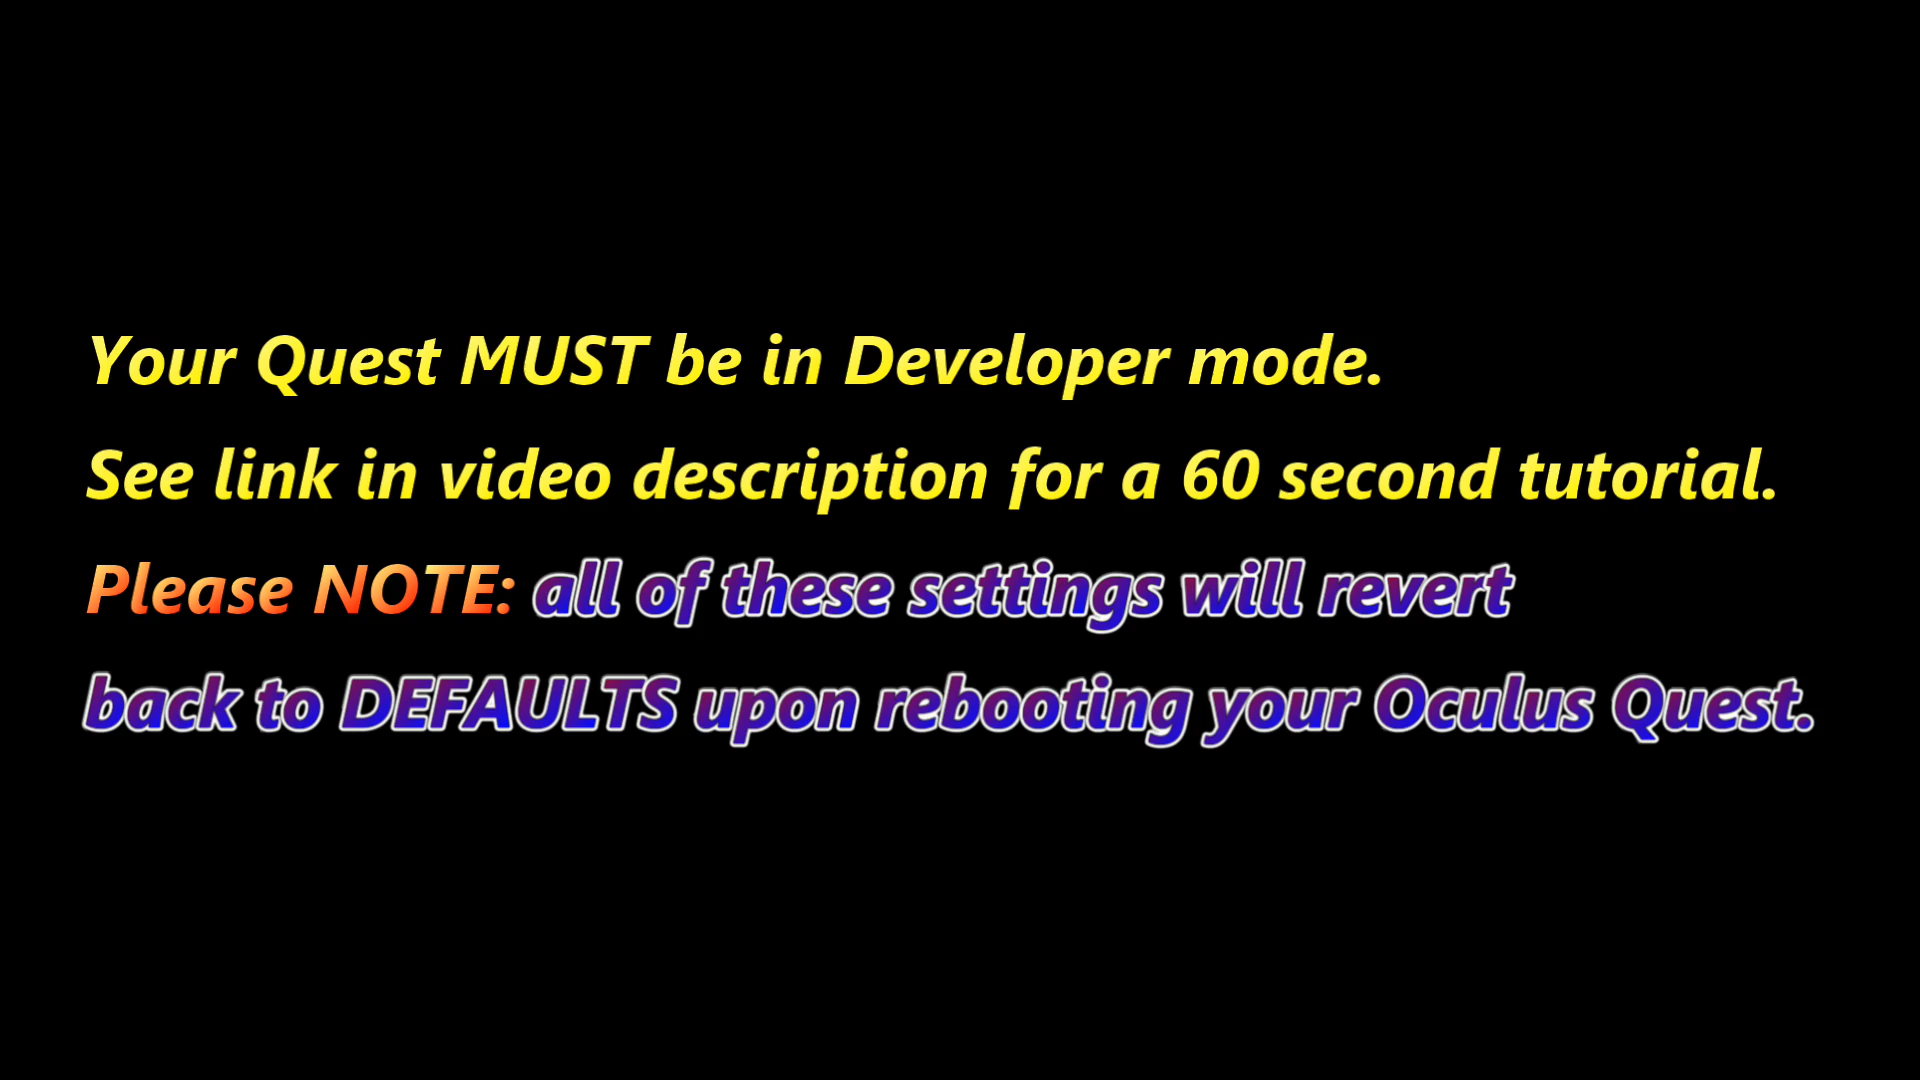 Your Quest MUST be in Developer mode.
See link in video description for a 60 second tutorial.
Please NOTE: all of these settings will revert
back to DEFAULTS upon rebooting your Oculus Quest.